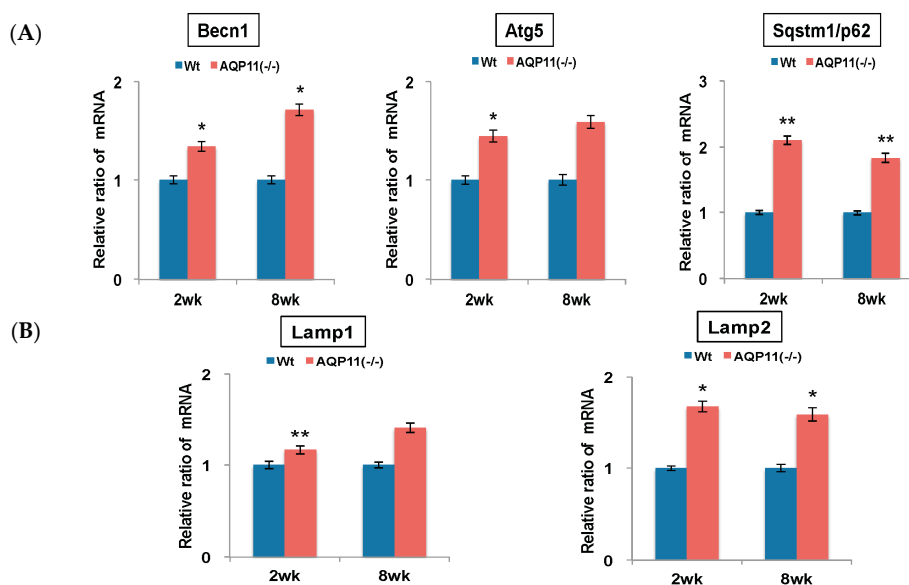 (A)
Becn1
Wt AQP11(-/-)
Relative ratio of mRNA
2
1
0
*
*
2wk 8wk
Atg5
Wt AQP11(-/-)
Relative ratio of mRNA
2
1
0
*
2wk 8wk
Sqstm1/p62
Wt AQP11(-/-)
Relative ratio of mRNA
3
2
1
0
**
**
2wk 8wk
(B)
Lamp1
Wt AQP11(-/-)
Relative ratio of mRNA
2
1
0
**
2wk 8wk
Lamp2
Wt AQP11(-/-)
Relative ratio of mRNA
2
1
0
*
*
2wk 8wk